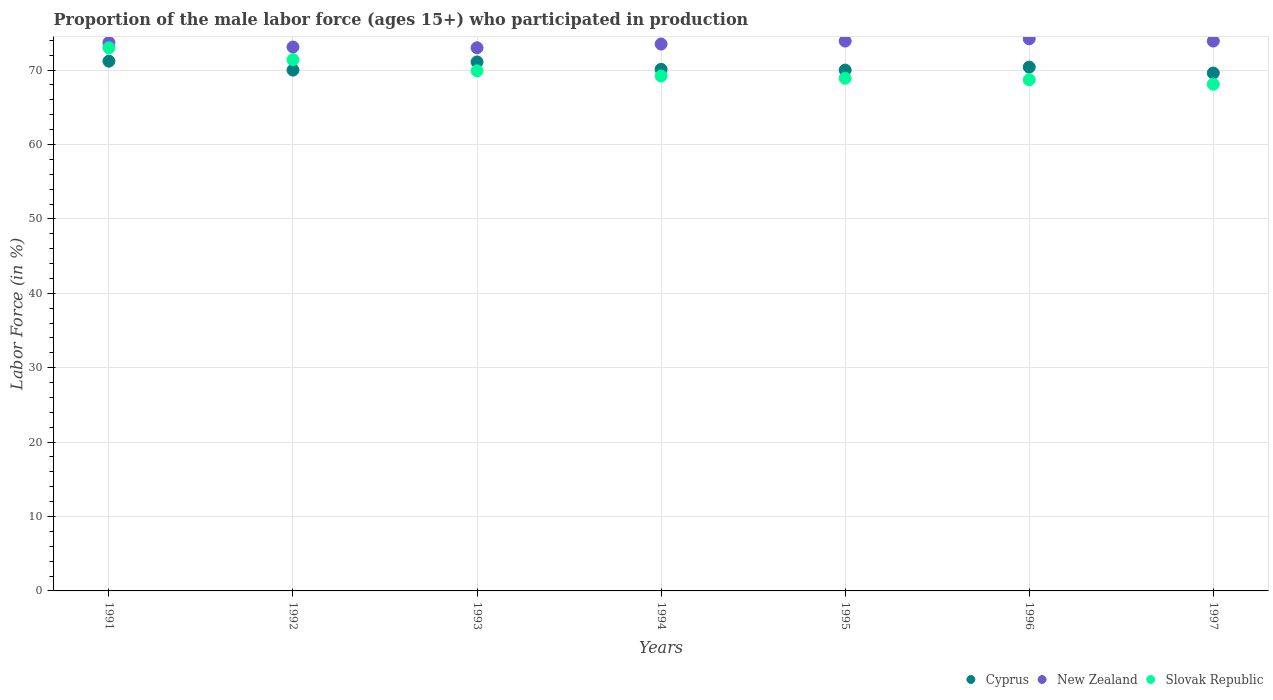 Proportion of the male labor force (ages 15+) who participated in production
Labor Force (in %)
70
60
50
40
30
20
10
0
1991 1992 1993 1994 1995 1996 1997
Years
Cyprus New Zealand Slovak Republic